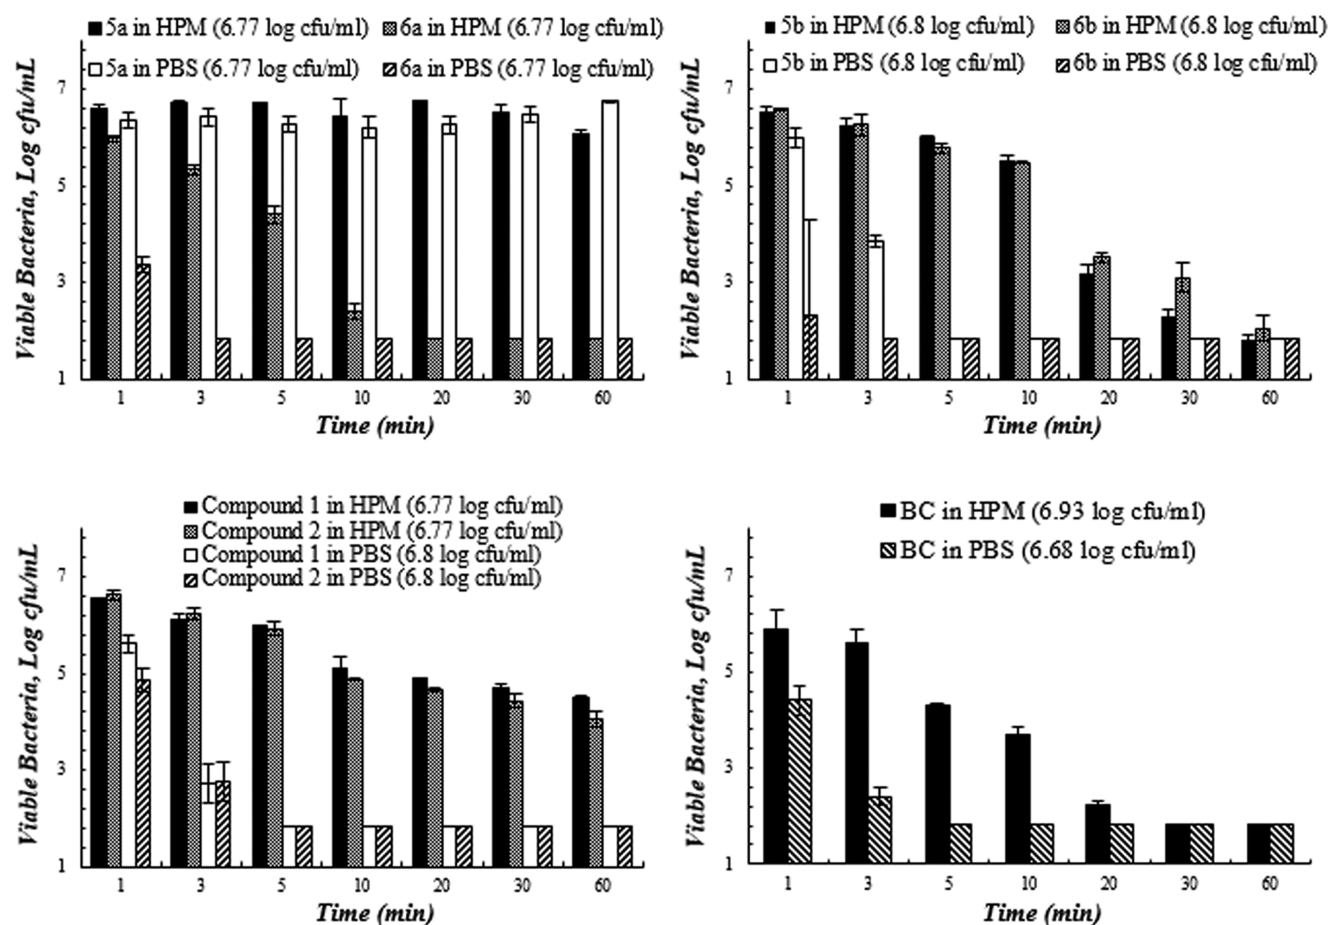 5a in HPM (6.77 log cfu/ml) 6a in HPM (6.77 log cfu/ml)
5a in PBS (6.77 log cfu/ml) 6a in PBS (6.77 log cfu/ml)
Viable Bacteria, Log cfu/mL
7
5
3
1
1 3 5 10 20 30 60
Time (min)
5b in HPM (6.8 log cfu/ml) 6b in HPM (6.8 log cfu/ml)
5b in PBS (6.8 log cfu/ml) 6b in PBS (6.8 log cfu/ml)
Viable Bacteria, Log cfu/mL
7
5
3
1
1 3 5 10 20 30 60
Time (min)
Compound 1 in HPM (6.77 log cfu/ml)
Compound 2 in HPM (6.77 log cfu/ml)
Compound 1 in PBS (6.8 log cfu/ml)
Compound 2 in PBS (6.8 log cfu/ml)
Viable Bacteria, Log cfu/mL
7
5
3
1
1 3 5 10 20 30 60
Time (min)
BC in HPM (6.93 log cfu/ml)
BC in PBS (6.68 log cfu/ml)
Viable Bacteria, Log cfu/mL
7
5
3
1
1 3 5 10 20 30 60
Time (min)